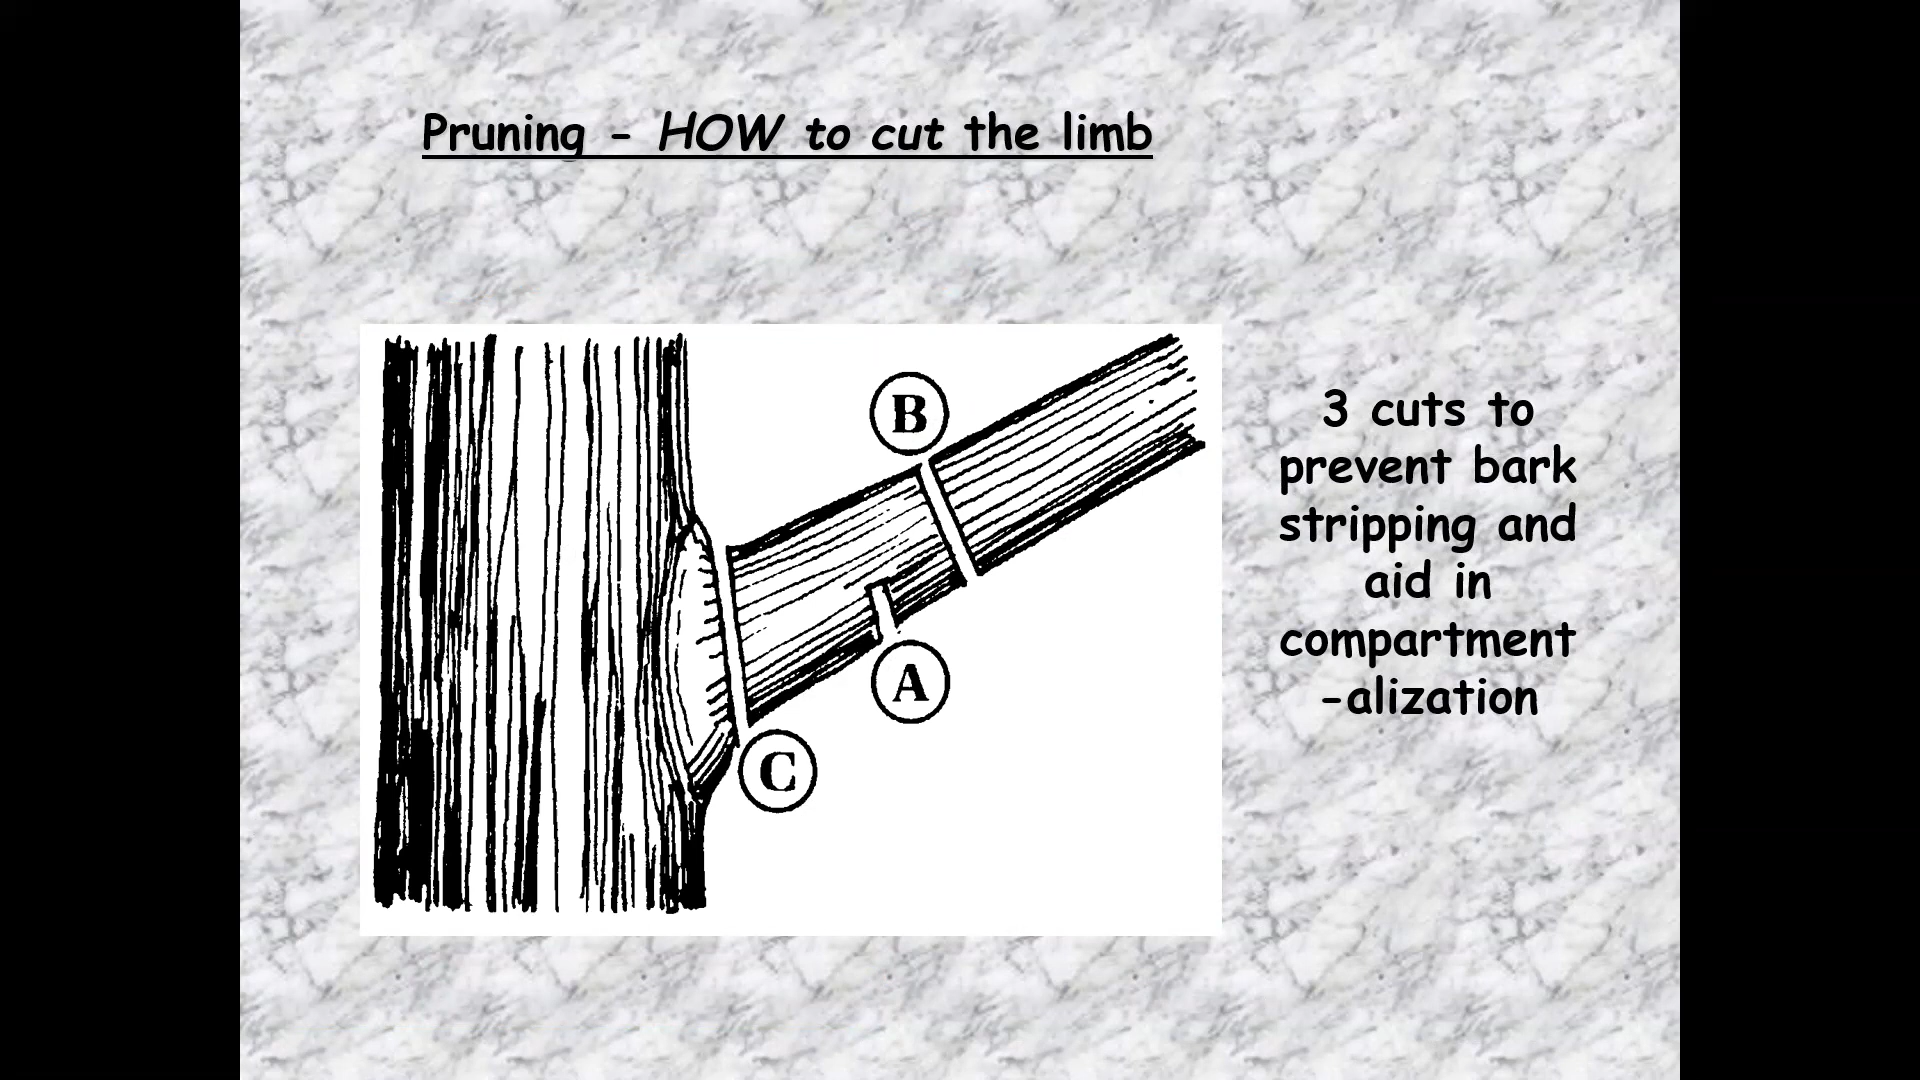 Pruning - HOW to cut the limb
B
A
C
3 cuts to
prevent bark
stripping and
aid in
compartment
-alization